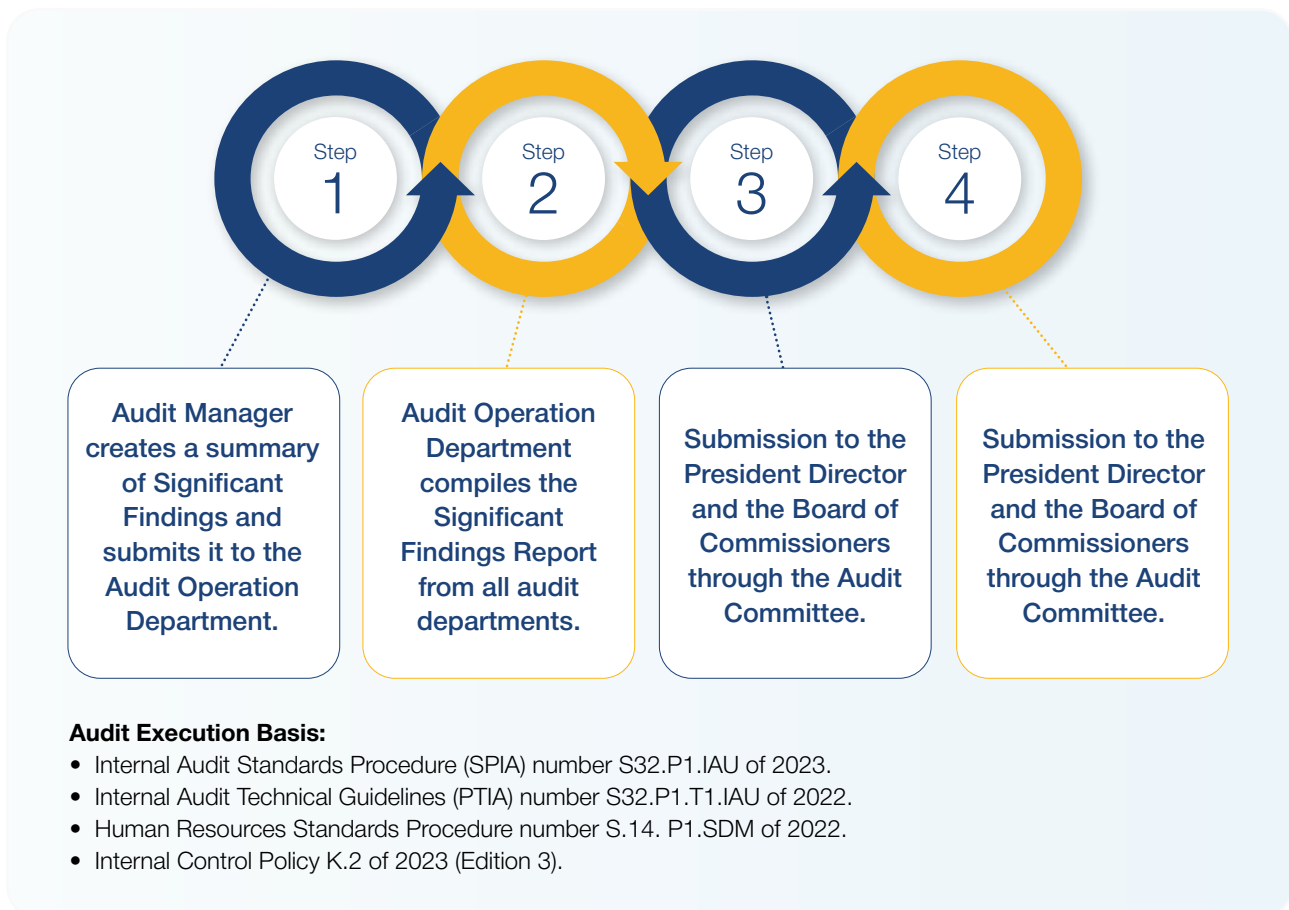 Step
1
Step
2
Step
3
Step
4
Audit Manager
creates a summary
of Significant
Findings and
submits it to the
Audit Operation
Department.
Audit Operation
Department
compiles the
Significant
Findings Report
from all audit
departments.
Submission to the
President Director
and the Board of
Commissioners
through the Audit
Committee.
Submission to the
President Director
and the Board of
Commissioners
through the Audit
Committee.
Audit Execution Basis:
• Internal Audit Standards Procedure (SPIA) number S32.P1.IAU of 2023.
• Internal Audit Technical Guidelines (PTIA) number S32.P1.T1.IAU of 2022.
• Human Resources Standards Procedure number S.14. P1.SDM of 2022.
• Internal Control Policy K.2 of 2023 (Edition 3).